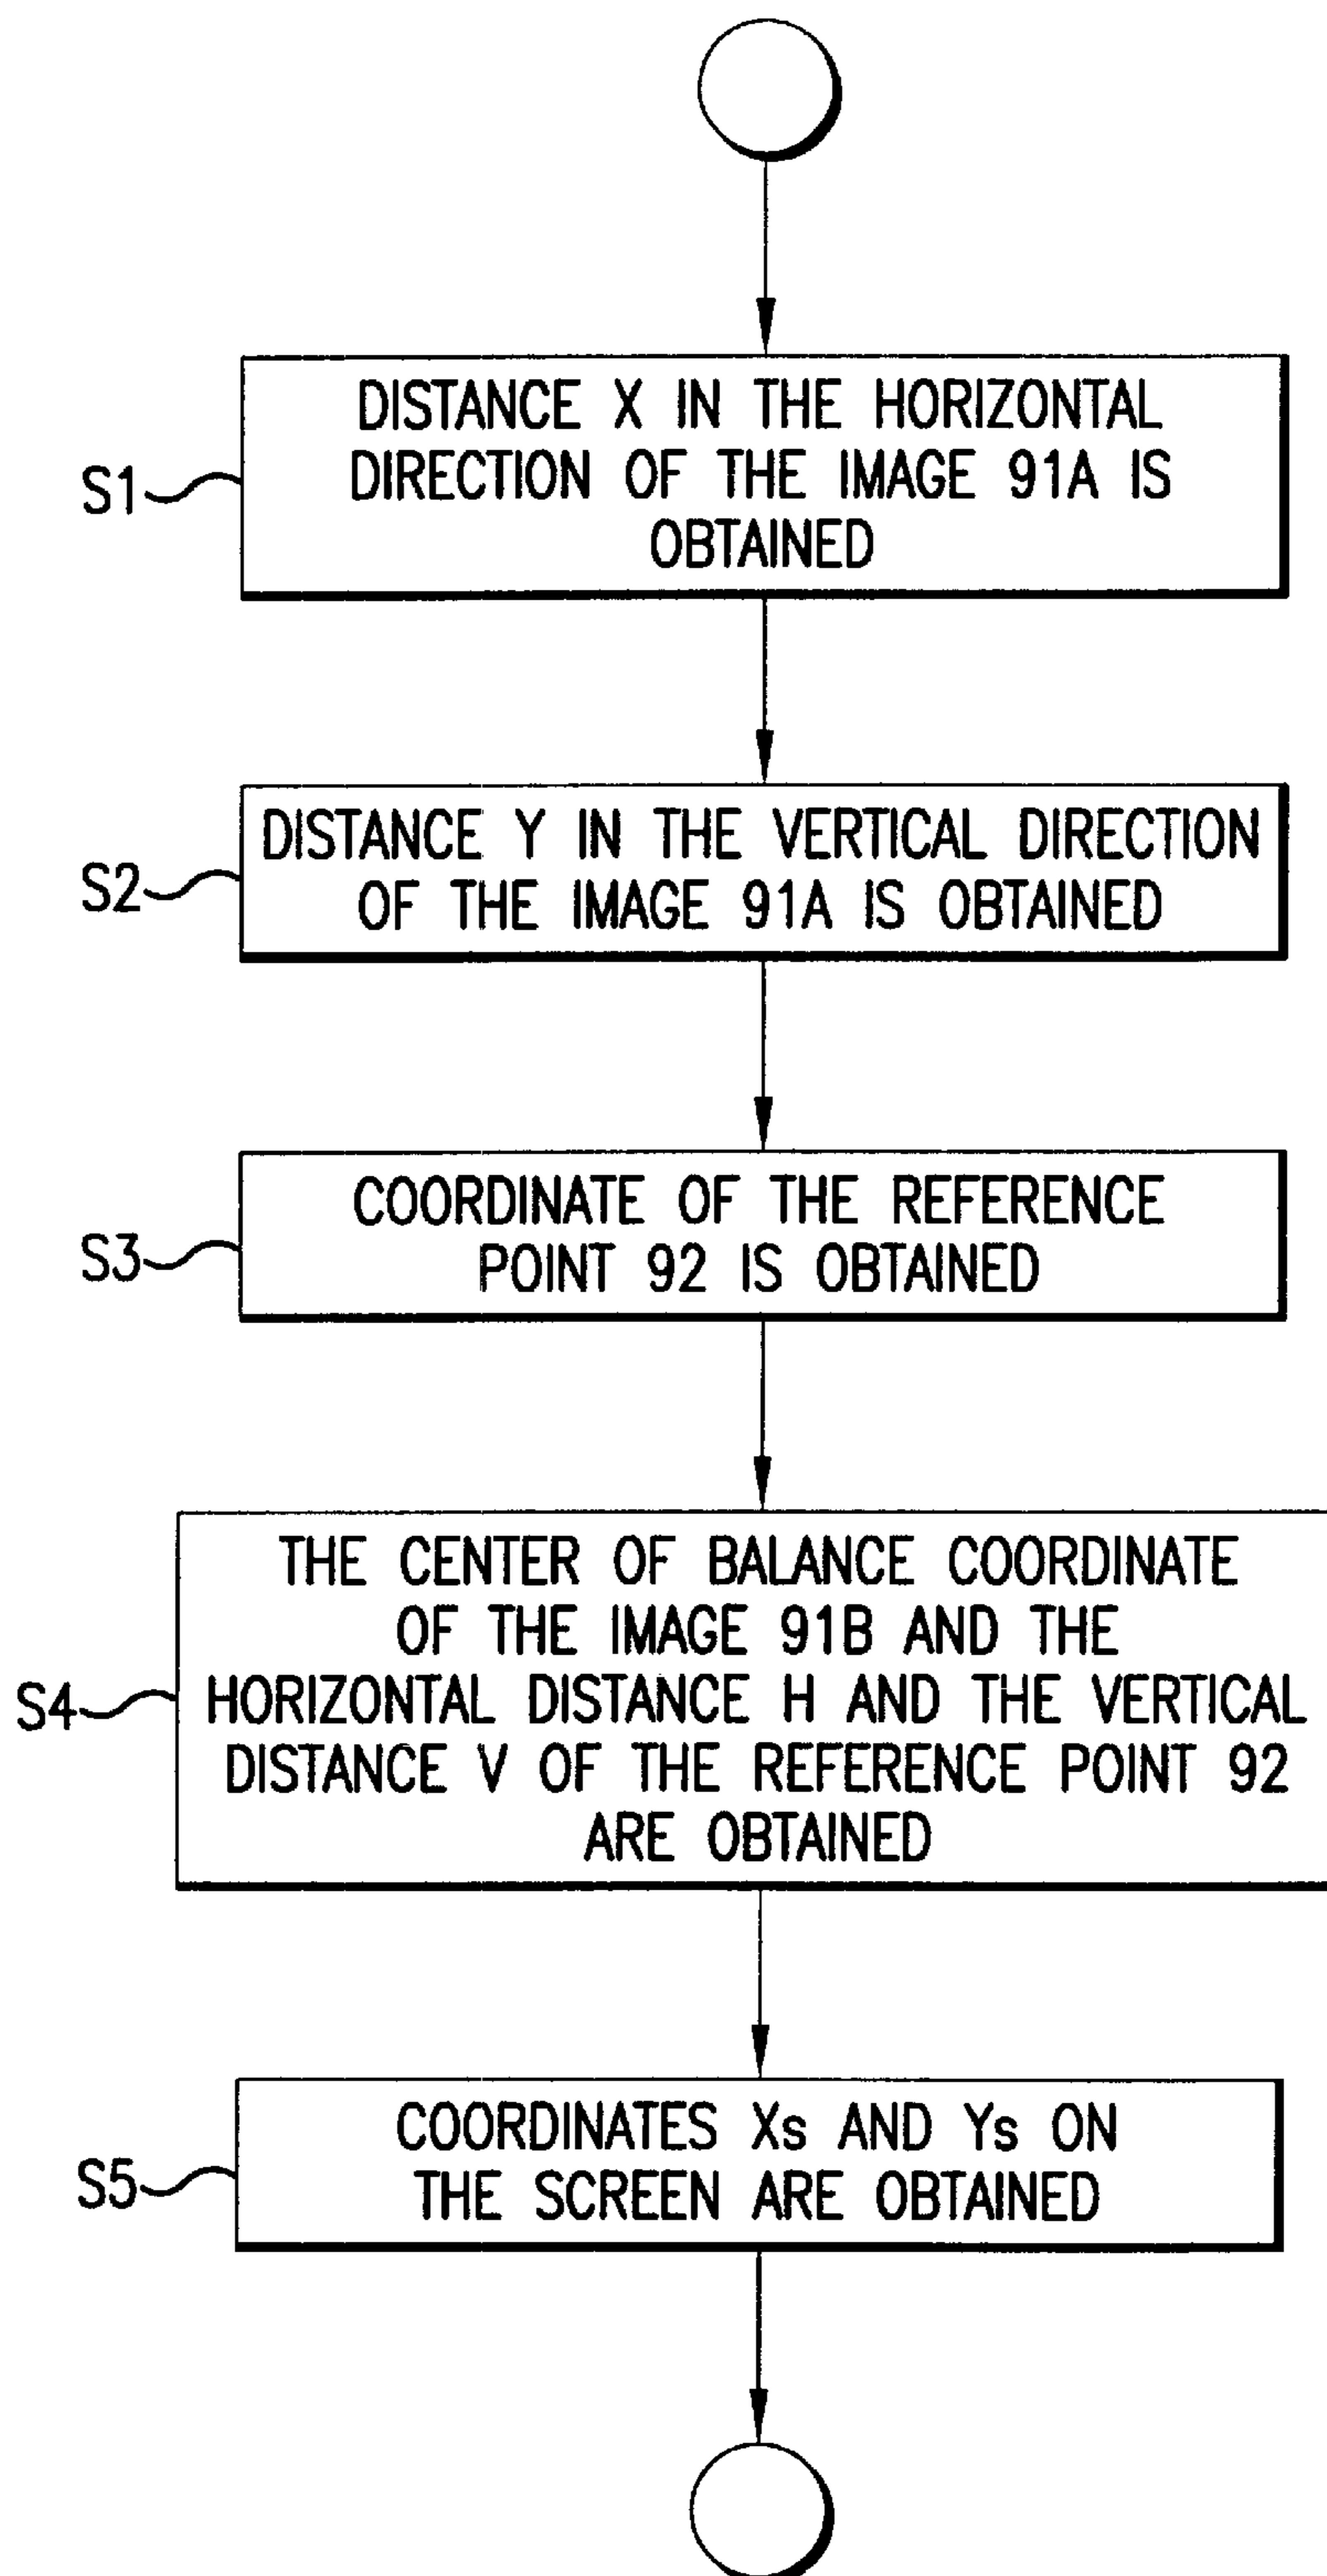 S1
DISTANCE X IN THE HORIZONTAL
DIRECTION OF THE IMAGE 91A IS
OBTAINED
S2
DISTANCE Y IN THE VERTICAL DIRECTION
OF THE IMAGE 91A IS OBTAINED
S3
COORDINATE OF THE REFERENCE
POINT 92 IS OBTAINED
S4
THE CENTER OF BALANCE COORDINATE
OF THE IMAGE 91B AND THE
HORIZONTAL DISTANCE H AND THE VERTICAL
DISTANCE V OF THE REFERENCE POINT 92
ARE OBTAINED
S5
COORDINATES Xs AND Ys ON
THE SCREEN ARE OBTAINED